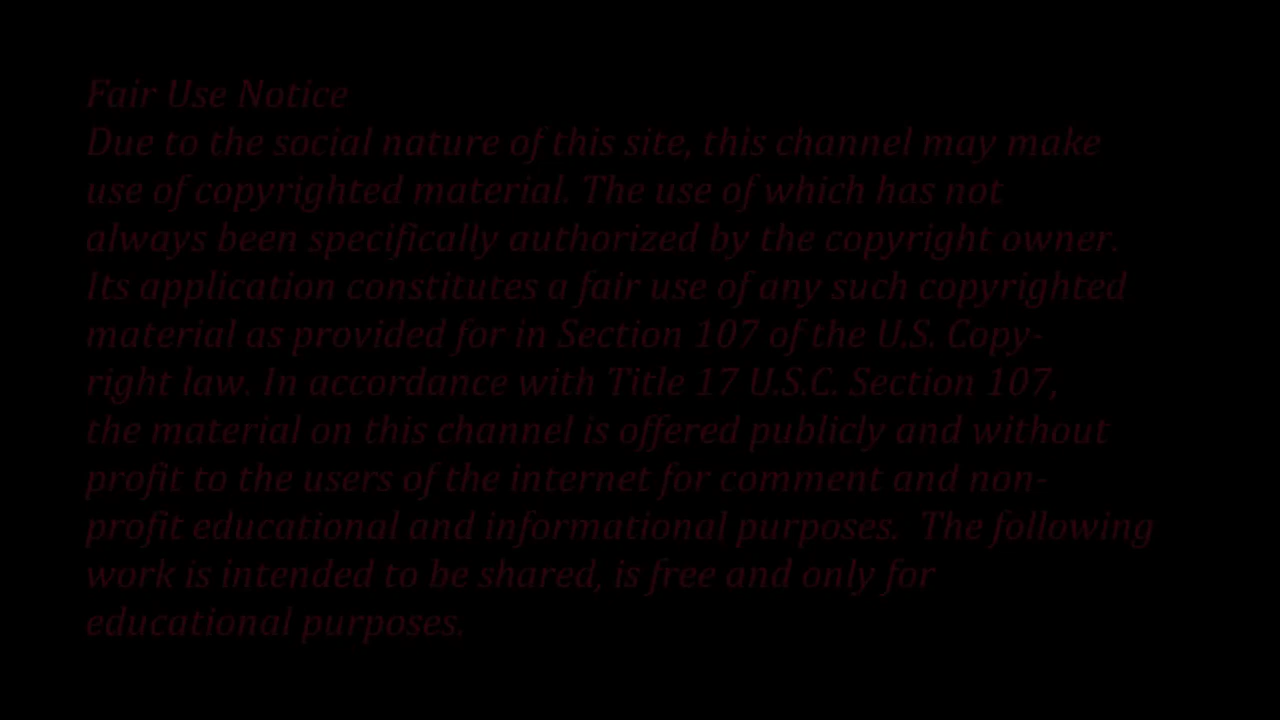 Fair Use Notice
Due to the social nature of this site, this channel may make
use of copyrighted material. The use of which has not
always been specifically authorized by the copyright owner.
Its application constitutes a fair use of any such copyrighted
material as provided for in Section 107 of the U.S. Copy-
right law. In accordance with Title 17 U.S.C. Section 107,
the material on this channel is offered publicly and without
profit to the users of the internet for comment and non-
profit educational and informational purposes.  The following
work is intended to be shared, is free and only for
educational purposes.